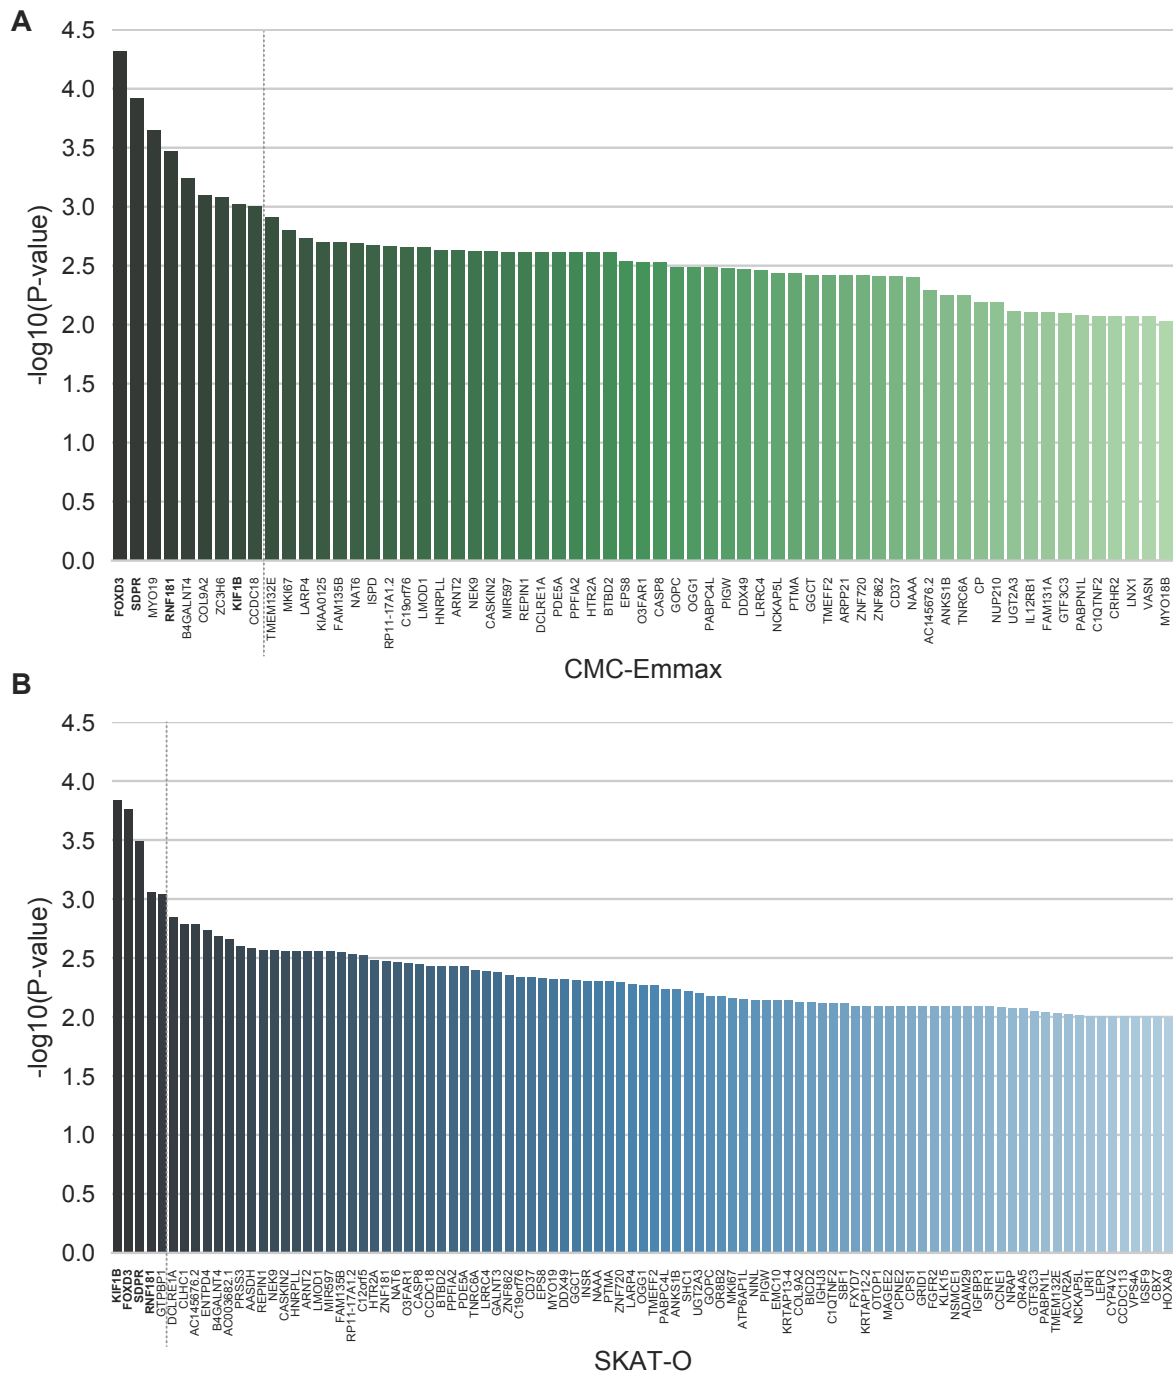 A
4.5
4.0
3.5
3.0
2.5
2.0
1.5
1.0
0.5
0.0
-log10(P-value)
FOXD3
SDPR
MYO19
RNF181
B4GALNT4
COL9A2
ZC3H6
KIF1B
CCDC18
TMEM132E
MKI67
LARP4
KIAA0125
FAM135B
NAT6
ISPD
RP11-17A1.2
C19orf76
LMOD1
HNRPLL
ARNT2
NEK9
CASKIN2
MIR597
REPIN1
DCLRE1A
PDE5A
PPFIA2
HTR2A
BTBD2
EPS8
O3FAR1
CASP8
GOPC
OGG1
PABPC4L
PIGW
DDX49
LRRC4
NCKAP5L
PTMA
GGCT
TMEFF2
ARPP21
ZNF720
ZNF862
CD37
NAAA
AC145676.2
ANKS1B
TNRC6A
CP
NUP210
UGT2A3
IL12RB1
FAM131A
GTF3C3
PABPN1L
C1QTNF2
CRHR2
LNX1
VASN
MYO18B
CMC-Emmax
B
4.5
4.0
3.5
3.0
2.5
2.0
1.5
1.0
0.5
0.0
-log10(P-value)
KIF1B
FOXD3
SDPR
RNF181
GTPBP1
DCLRE1A
LHC1
AC145676.2
ENTPD4
B4GALNT4
AC003682.1
PRSS3
AASDH
REPIN1
NEK9
CASKIN2
HNRPLL
ARNT2
LMOD1
MIR597
FAM135B
RP11-17A1.2
C12orf5
HTR2A
ZNF181
NAT6
O3FAR1
CASP8
CCDC18
BTBD2
PPFIA2
PDE5A
TNRC6A
LRRC4
GALNT3
ZNF862
C19orf76
CD37
EPS8
MYO19
DDX49
GGCT
INSR
NAAA
PTMA
ZNF720
LARP4
OGG1
TMEFF2
PABPC4L
ANKS1B
SHC1
UGT2A3
GOPC
OR8B2
MKI67
ATP6AP1L
NINL
PIGW
EMC10
KRTAP13-4
COL9A2
BICD2
IGHJ3
C1QTNF2
SBF1
FXYD7
KRTAP12-2
OTOP1
MAGEE2
CPNE2
CPS1
GRID1
FGFR2
KLK15
NSMCE1
ADAM29
IGFBP3
SFR1
CCNE1
NRAP
OR4A5
GTF3C3
PABPN1L
TMEM132E
ACVR2A
NCKAP5L
URI1
LEPR
CYP4V2
CCDC113
VPS4A
IGSF9
CBX7
HOXA9
SKAT-O